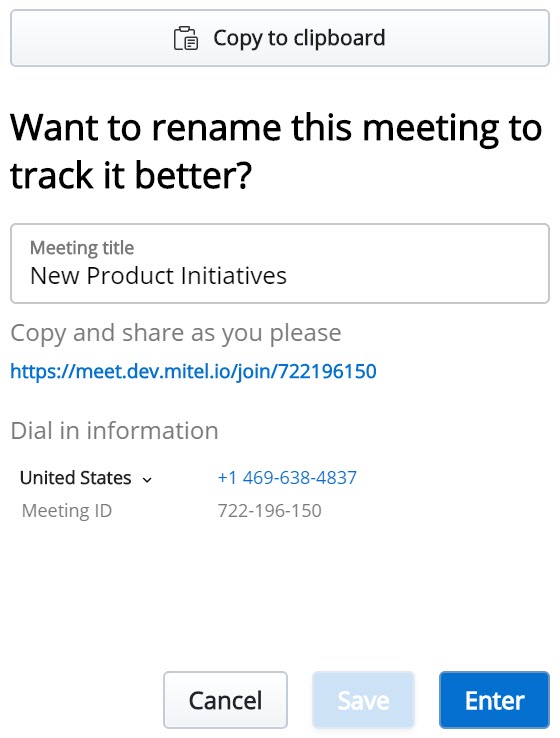 Copy to clipboard
Want to rename this meeting to
track it better?
Meeting title
New Product Initiatives
Copy and share as you please
https://meet.dev.mitel.io/join/722196150
Dial in information
United States +1 469-638-4837
Meeting ID 722-196-150
Cancel Save Enter